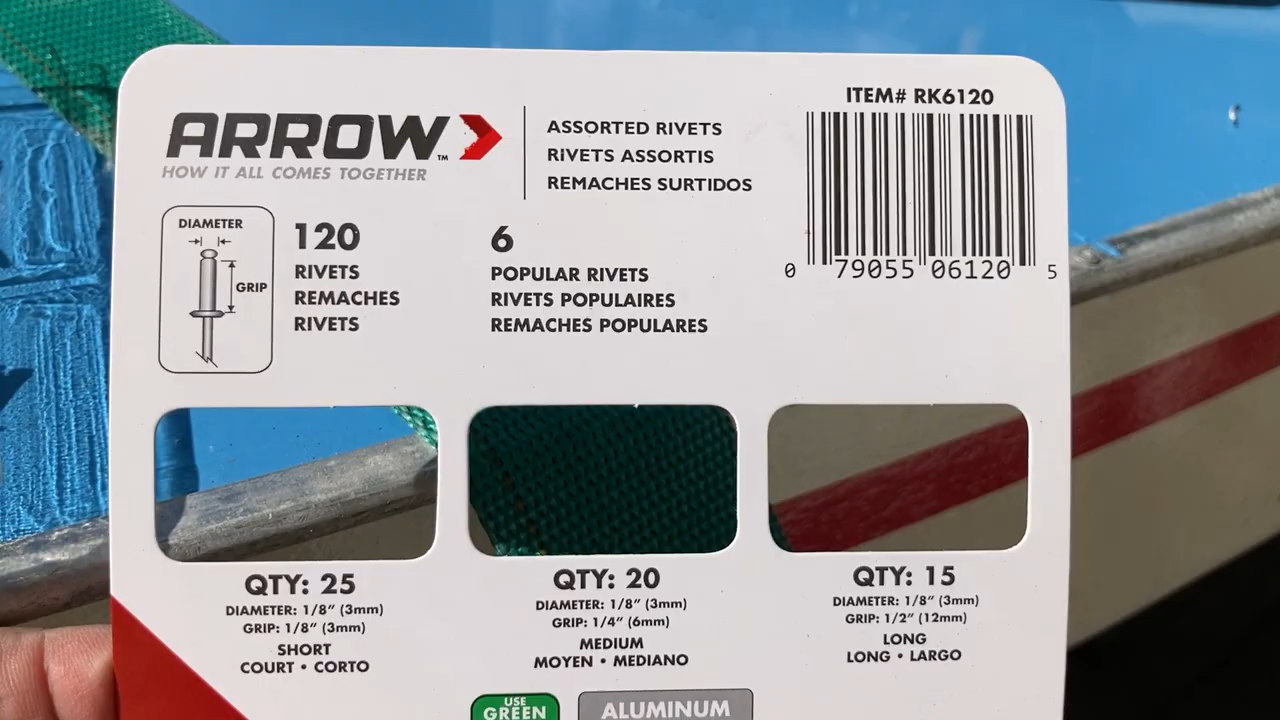 ITEM# RK6120
ARROW™
HOW IT ALL COMES TOGETHER
ASSORTED RIVETS
RIVETS ASSORTIS
REMACHES SURTIDOS
0 79055 06120 5
DIAMETER
GRIP
120
RIVETS
REMACHES
RIVETS
6
POPULAR RIVETS
RIVETS POPULAIRES
REMACHES POPULARES
QTY: 25
DIAMETER: 1/8" (3mm)
GRIP: 1/8" (3mm)
SHORT
COURT • CORTO
QTY: 20
DIAMETER: 1/8" (3mm)
GRIP: 1/4" (6mm)
MEDIUM
MOYEN • MEDIANO
QTY: 15
DIAMETER: 1/8" (3mm)
GRIP: 1/2" (12mm)
LONG
LONG • LARGO
USE
GREEN
ALUMINUM